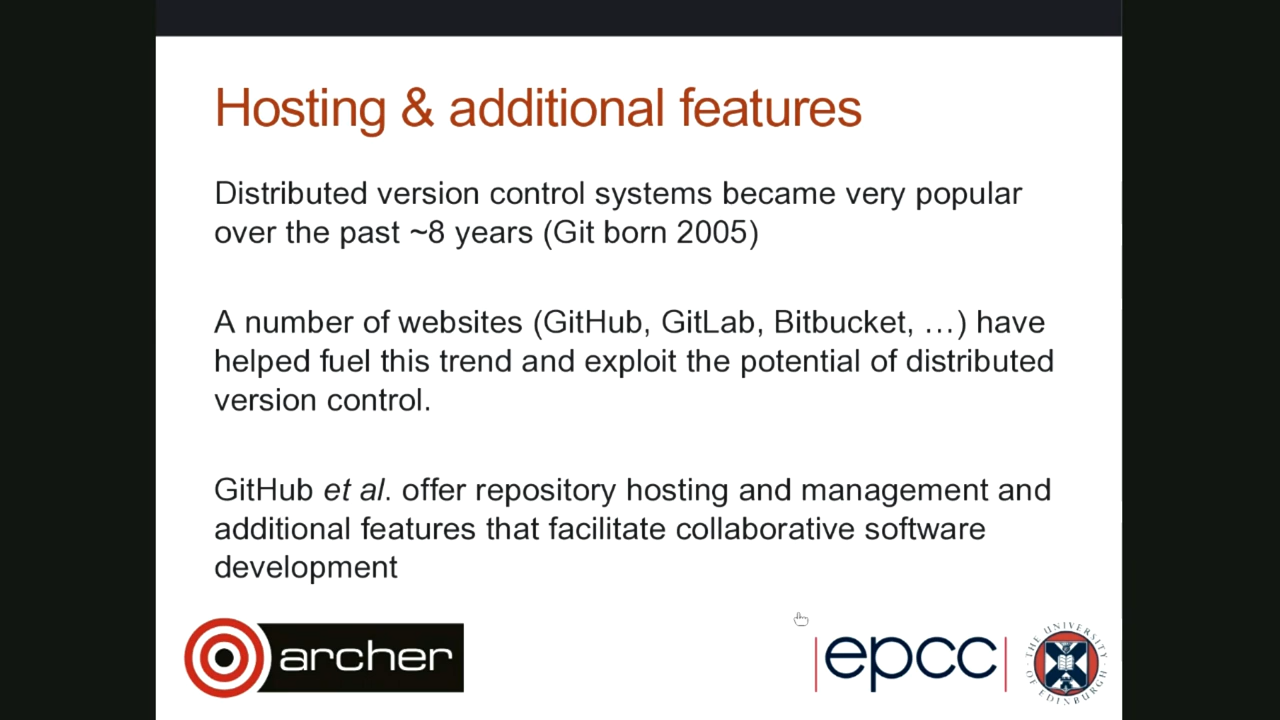 Hosting & additional features
Distributed version control systems became very popular
over the past ~8 years (Git born 2005)
A number of websites (GitHub, GitLab, Bitbucket, …) have
helped fuel this trend and exploit the potential of distributed
version control.
GitHub et al. offer repository hosting and management and
additional features that facilitate collaborative software
development
archer
epcc
THE UNIVERSITY
OF EDINBURGH